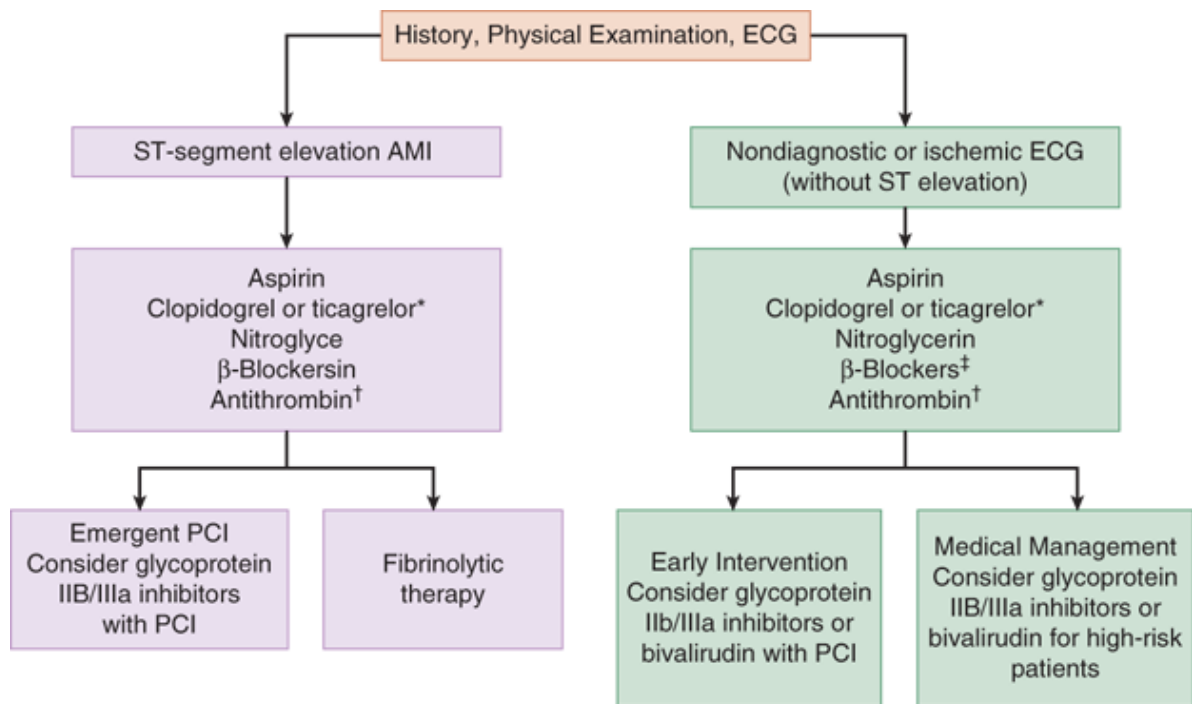 History, Physical Examination, ECG
ST-segment elevation AMI
Nondiagnostic or ischemic ECG
(without ST elevation)
Aspirin
Clopidogrel or ticagrelor*
Nitroglyce
β-Blockersin
Antithrombin†
Aspirin
Clopidogrel or ticagrelor*
Nitroglycerin
β-Blockers‡
Antithrombin†
Emergent PCI
Consider glycoprotein
IIB/IIIa inhibitors
with PCI
Fibrinolytic
therapy
Early Intervention
Consider glycoprotein
IIb/IIIa inhibitors or
bivalirudin with PCI
Medical Management
Consider glycoprotein
IIB/IIIa inhibitors or
bivalirudin for high-risk
patients